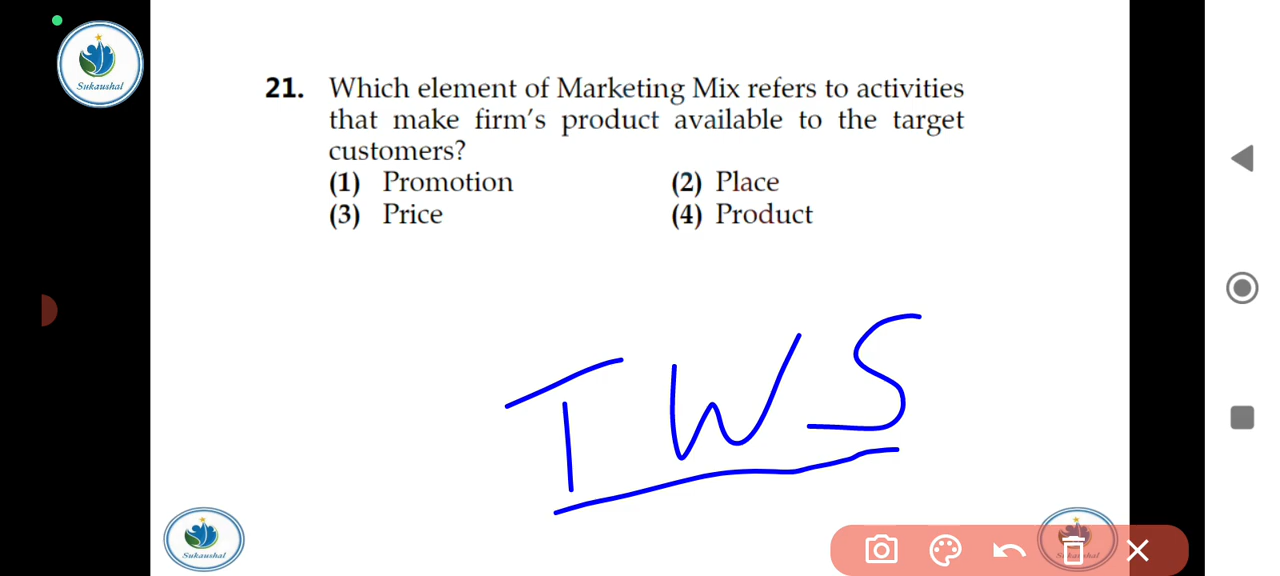 Sukaushal
21. Which element of Marketing Mix refers to activities
that make firm's product available to the target
customers?
(1) Promotion (2) Place
(3) Price (4) Product
TWS
Sukaushal
Sukaushal